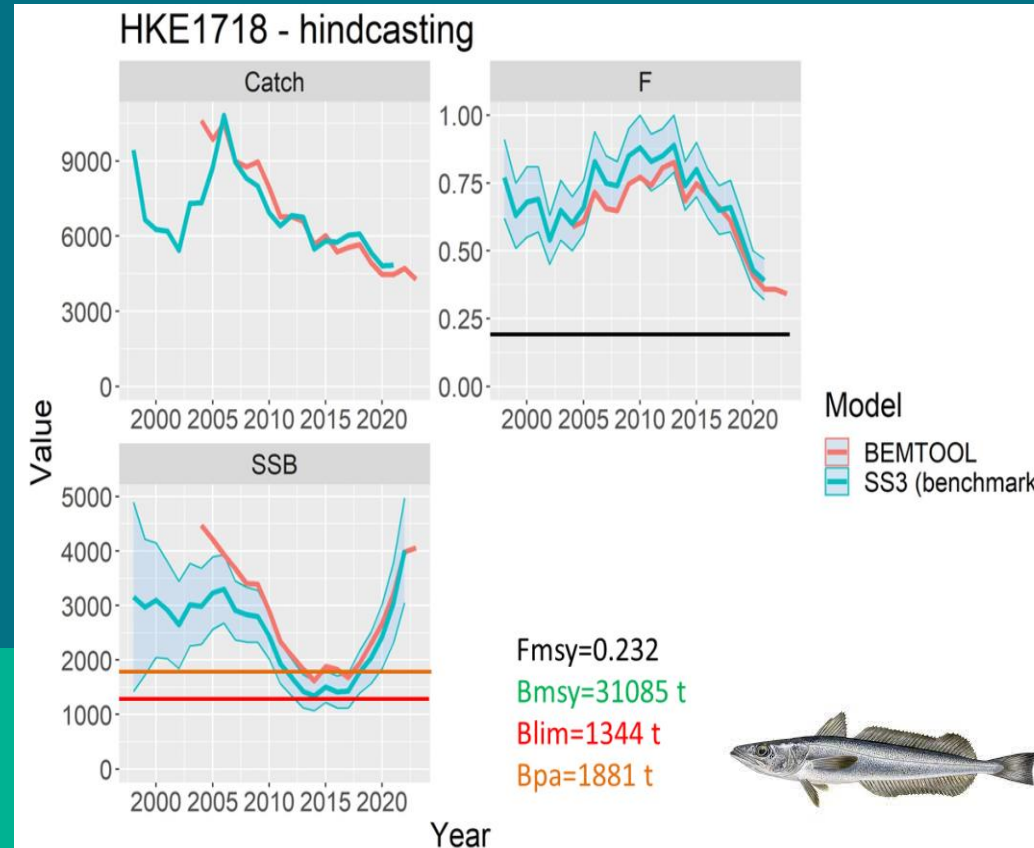 HKE1718 - hindcasting
Catch
9000
6000
3000
0
2000 2005 2010 2015 2020
F
1.00
0.75
0.50
0.25
0.00
2000 2005 2010 2015 2020
SSB
5000
4000
3000
2000
1000
0
2000 2005 2010 2015 2020
Value
Year
Model
BEMTOOL
SS3 (benchmark
Fmsy=0.232
Bmsy=31085 t
Blim=1344 t
Bpa=1881 t